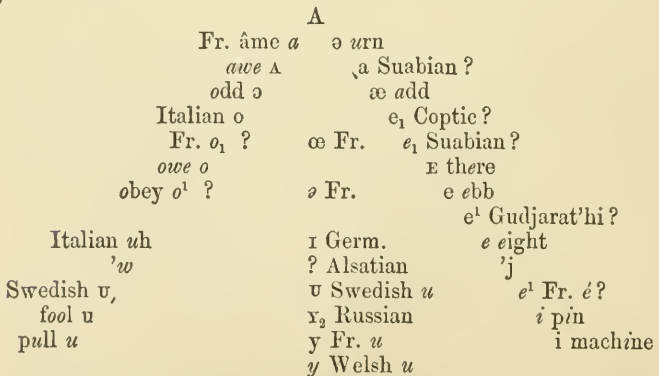 A
Fr. âme a ə urn
awe ᴀ ˎa Suabian ?
odd ɔ æ add
Italian o e₁ Coptic ?
Fr. o₁ ? œ Fr. e₁ Suabian ?
owe o ᴇ there
obey o¹ ? ə Fr. e ebb
e¹ Gudjarat'hi ?
Italian uh ɪ Germ. e eight
'w ? Alsatian 'j
Swedish ᴜ, ᴜ Swedish u e¹ Fr. é ?
fool u ʏ₂ Russian i pin
pull u y Fr. u i machine
y Welsh u